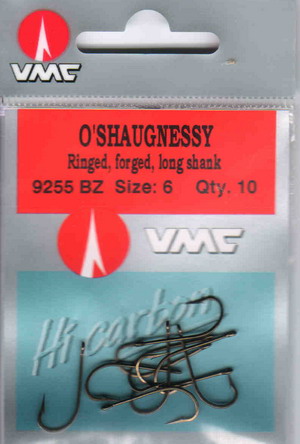 VMC
O'SHAUGNESSY
Ringed, forged, long shank
9255 BZ Size: 6 Qty. 10
VMC
Hi carbon